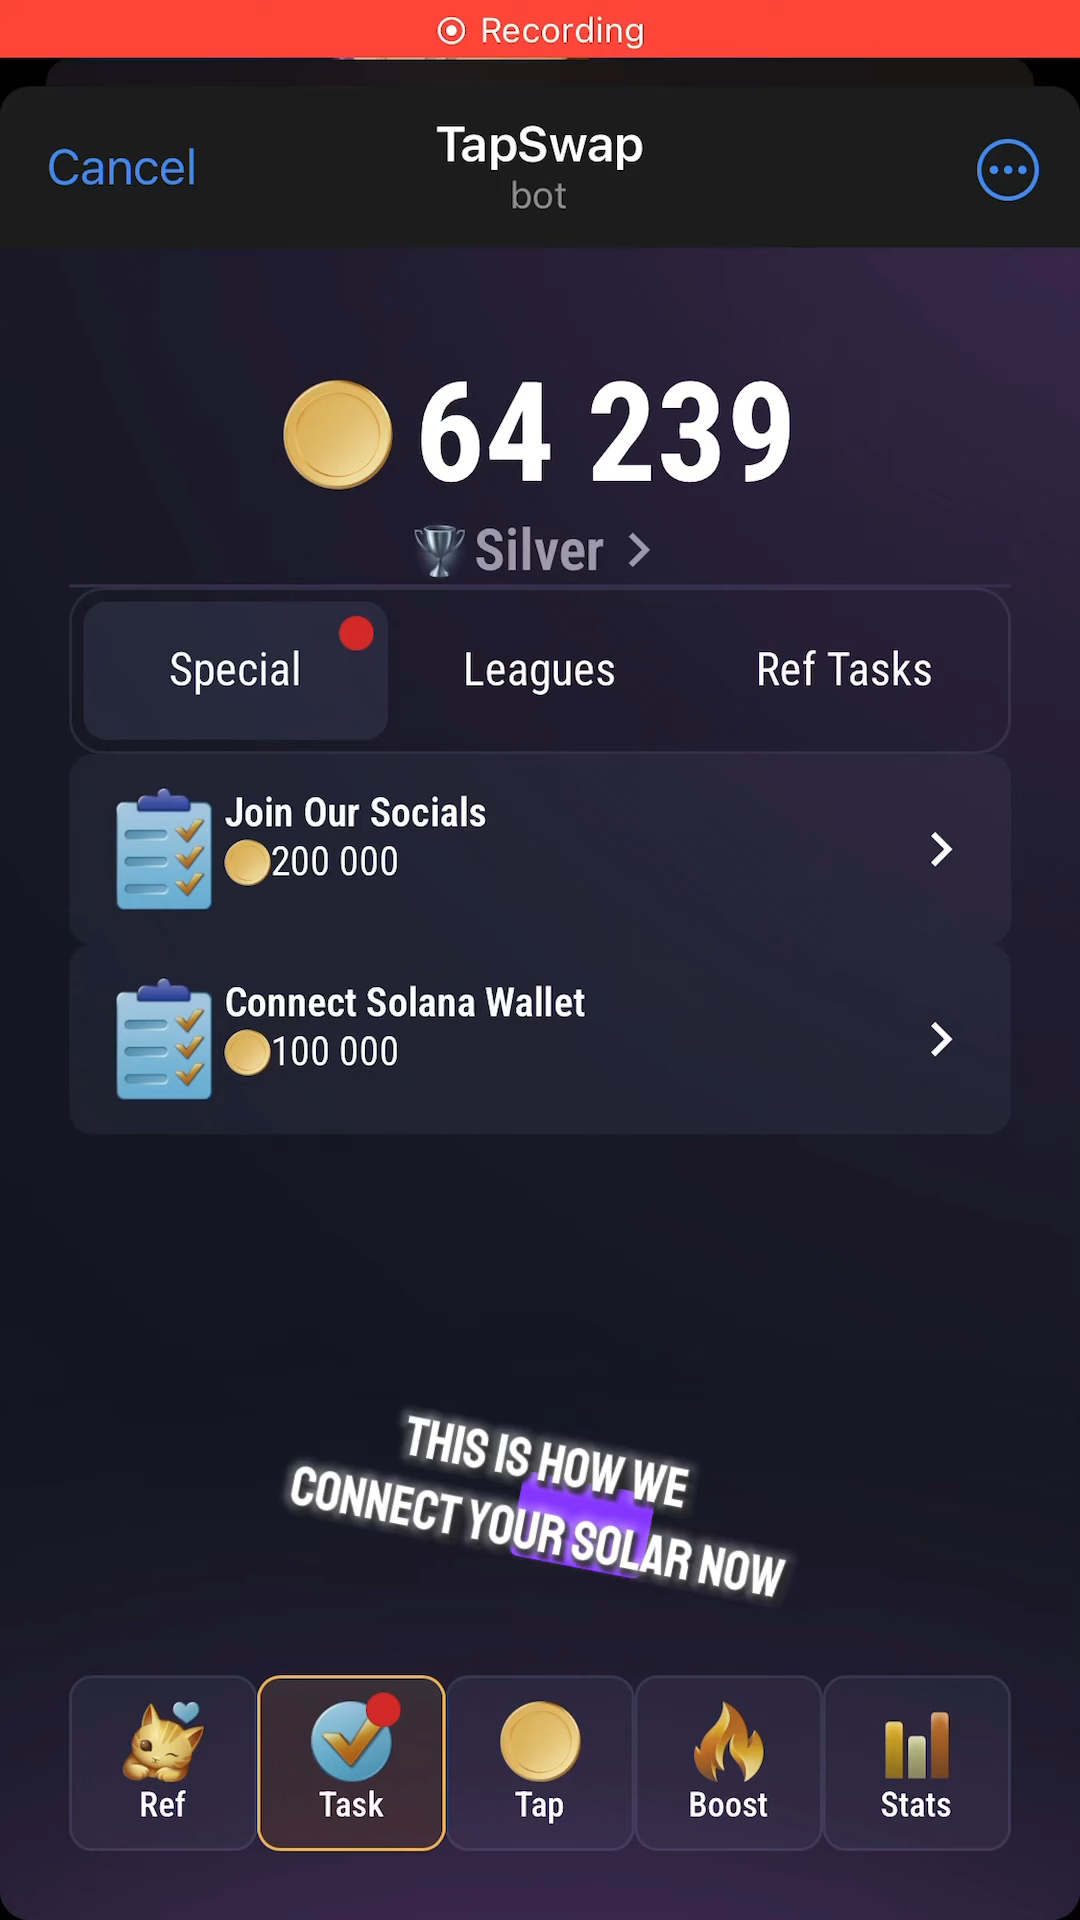 Recording
Cancel
TapSwap
bot
64 239
Silver
Special
Leagues
Ref Tasks
Join Our Socials
200 000
Connect Solana Wallet
100 000
THIS IS HOW WE
CONNECT YOUR SOLAR NOW
Ref
Task
Tap
Boost
Stats